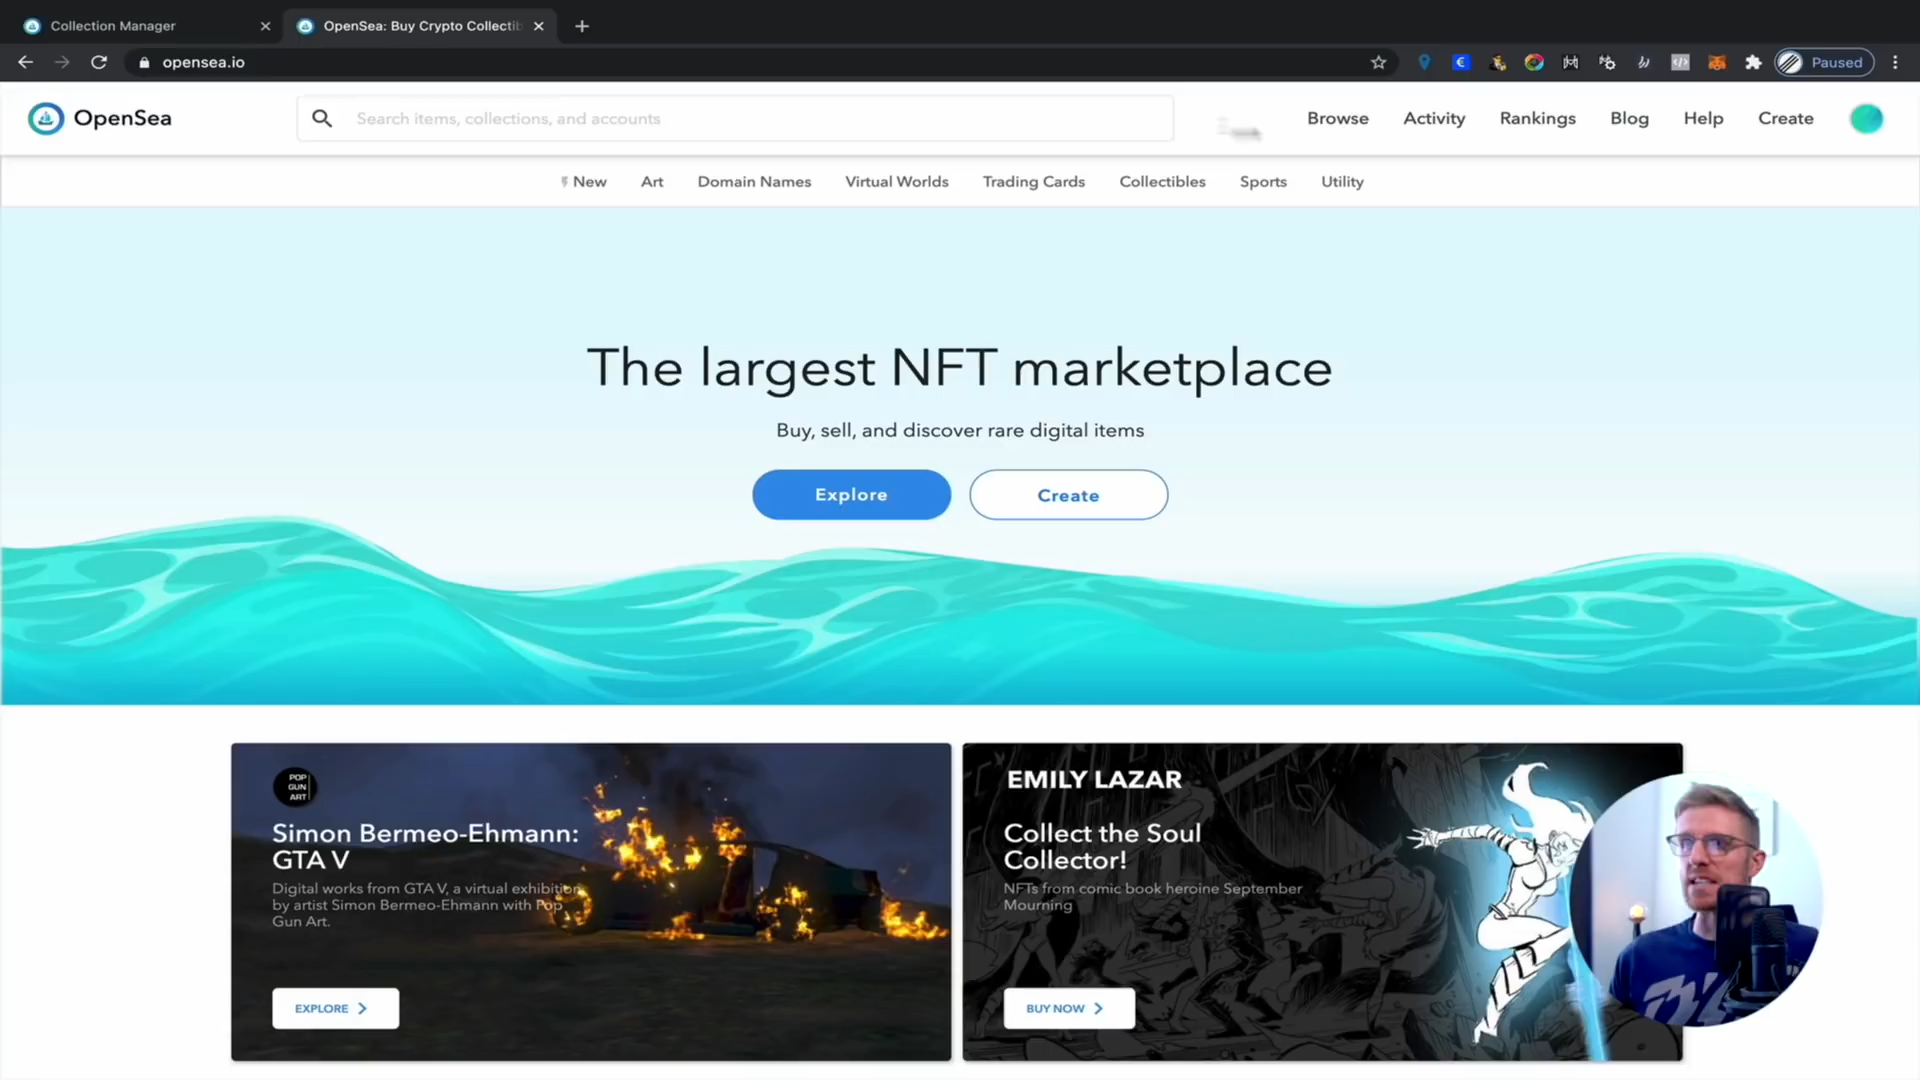 Collection Manager
OpenSea: Buy Crypto Collectib
opensea.io
Paused
OpenSea
Search items, collections, and accounts
Browse
Activity
Rankings
Blog
Help
Create
New
Art
Domain Names
Virtual Worlds
Trading Cards
Collectibles
Sports
Utility
The largest NFT marketplace
Buy, sell, and discover rare digital items
Explore
Create
POP
GUN
ART
Simon Bermeo-Ehmann:
GTA V
Digital works from GTA V, a virtual exhibition
by artist Simon Bermeo-Ehmann with Pop
Gun Art.
EXPLORE
EMILY LAZAR
Collect the Soul
Collector!
NFTs from comic book heroine September
Mourning
BUY NOW